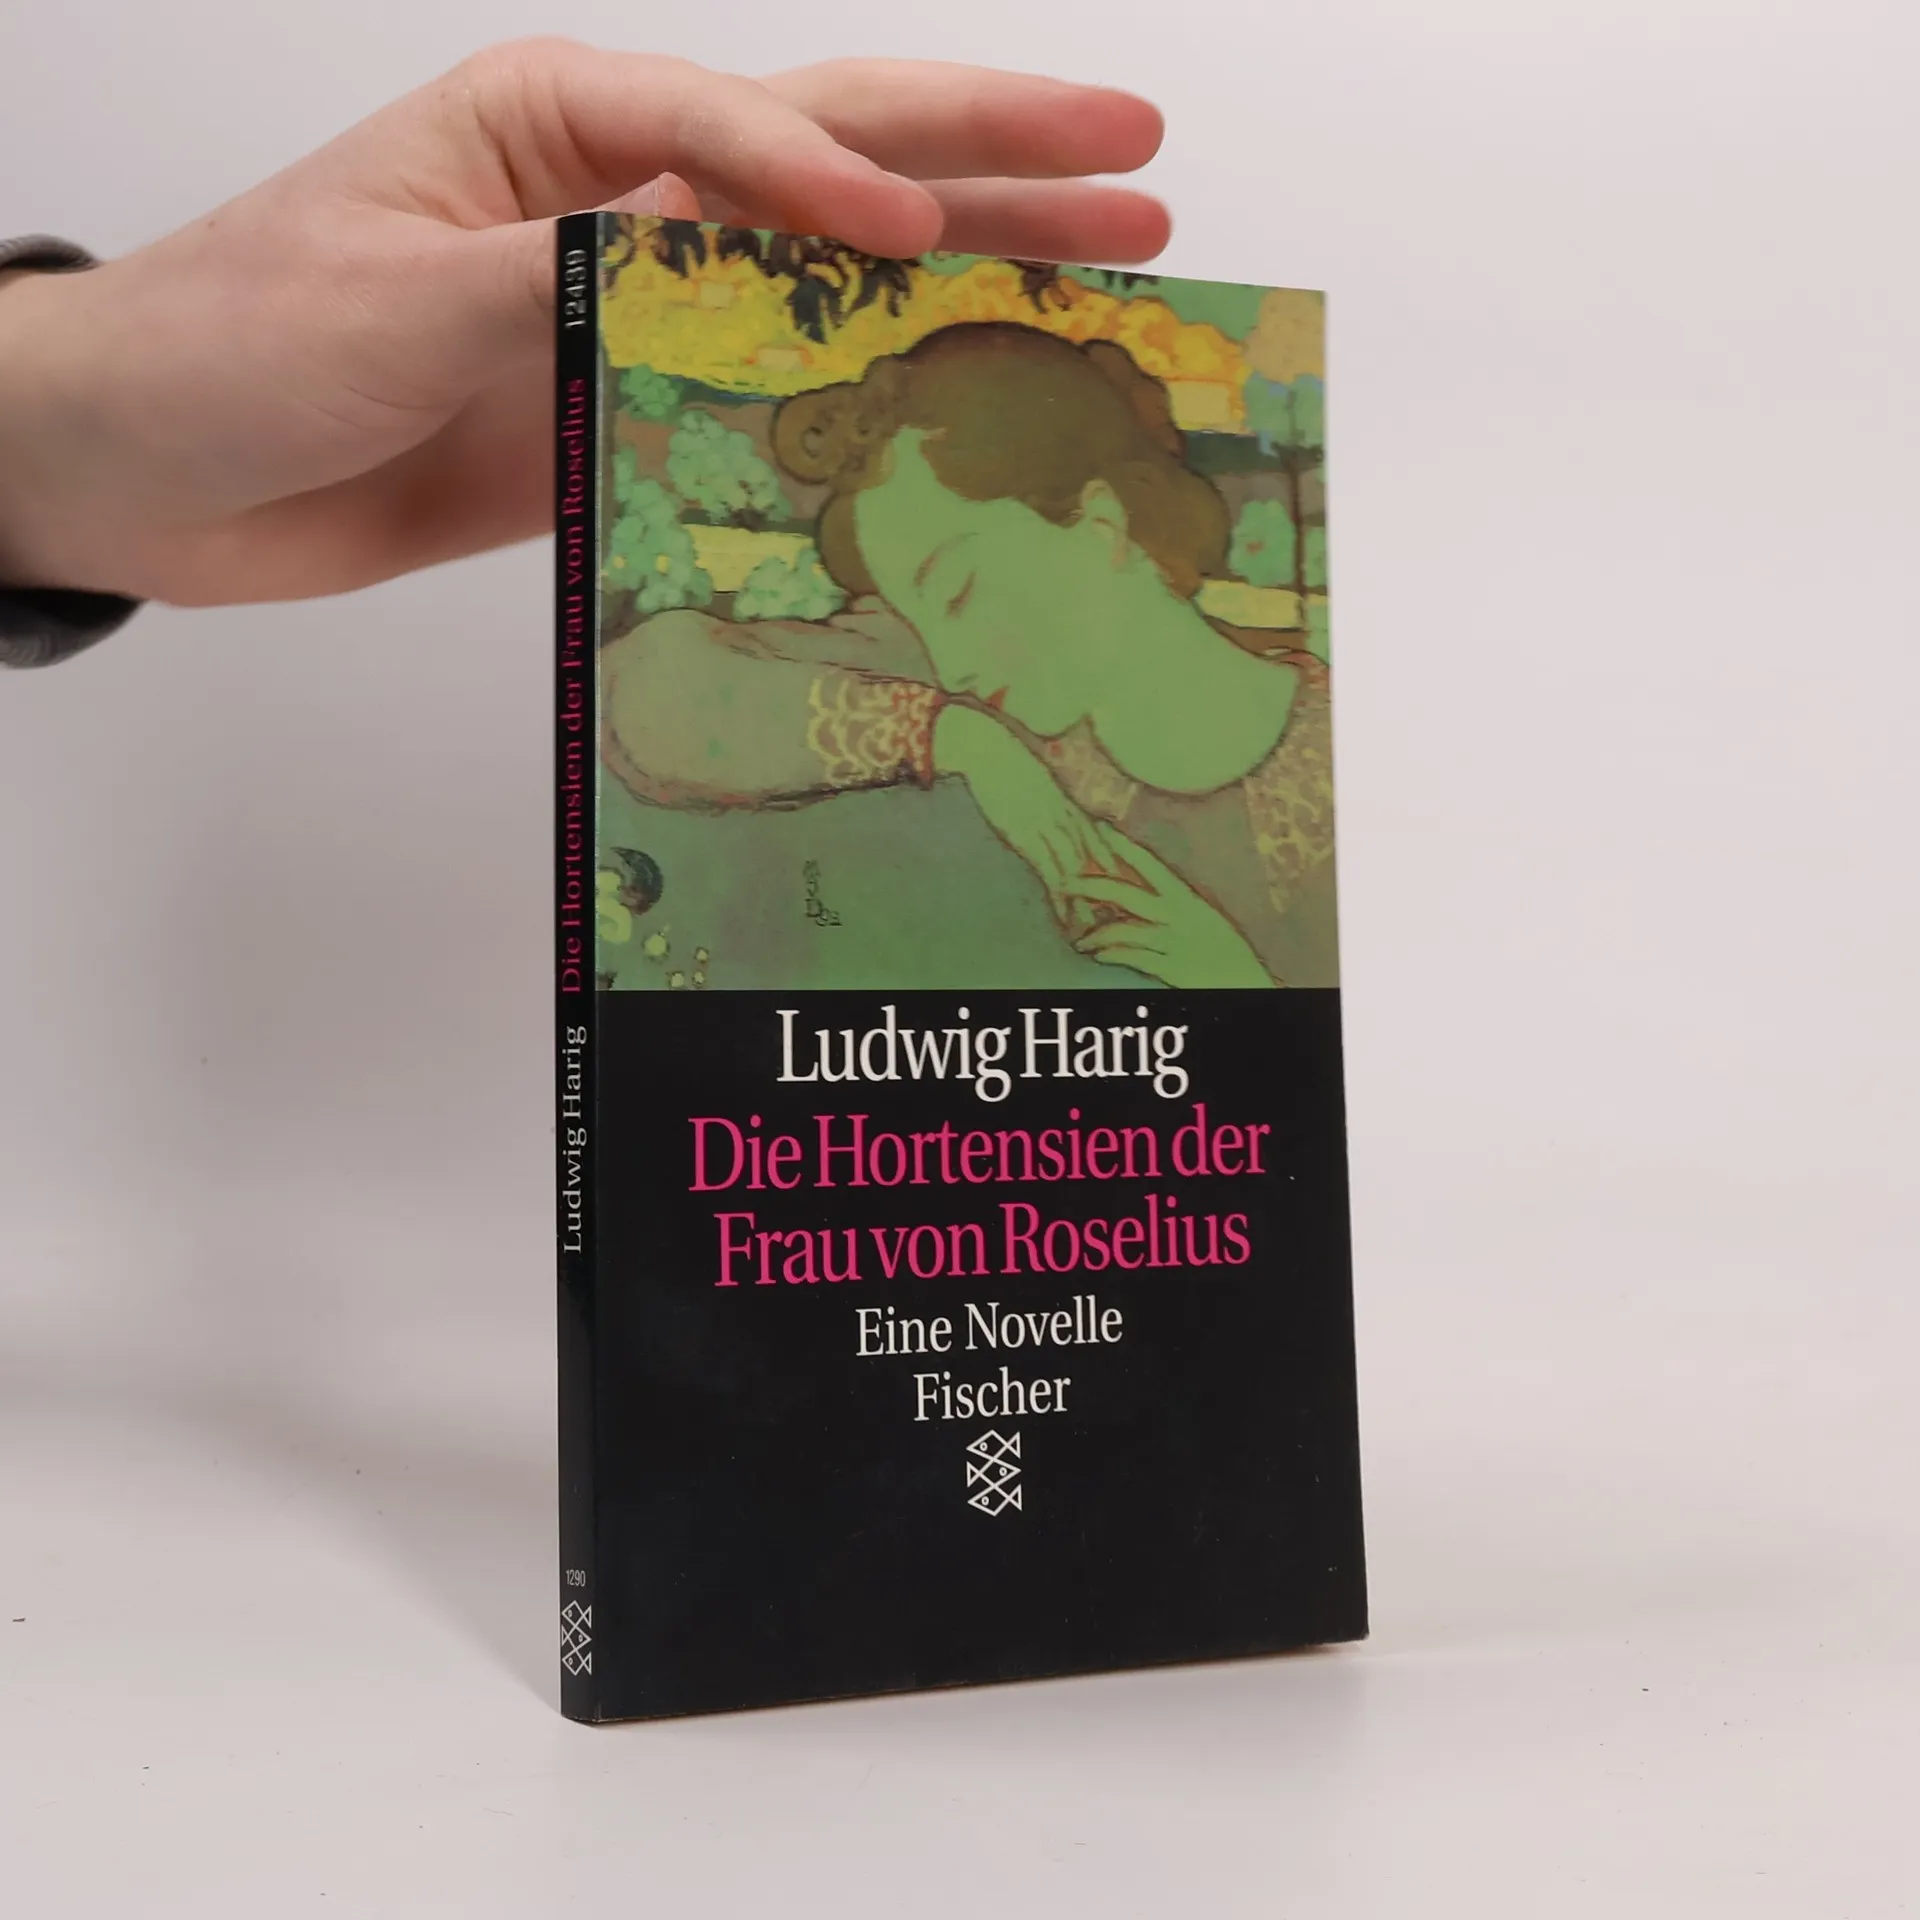 Ludwig Harig
Die Hortensien der
Frau von Roselius
Eine Novelle
Fischer
Ludwig Harig Die Hortensien der Frau von Roselius 12439
1290